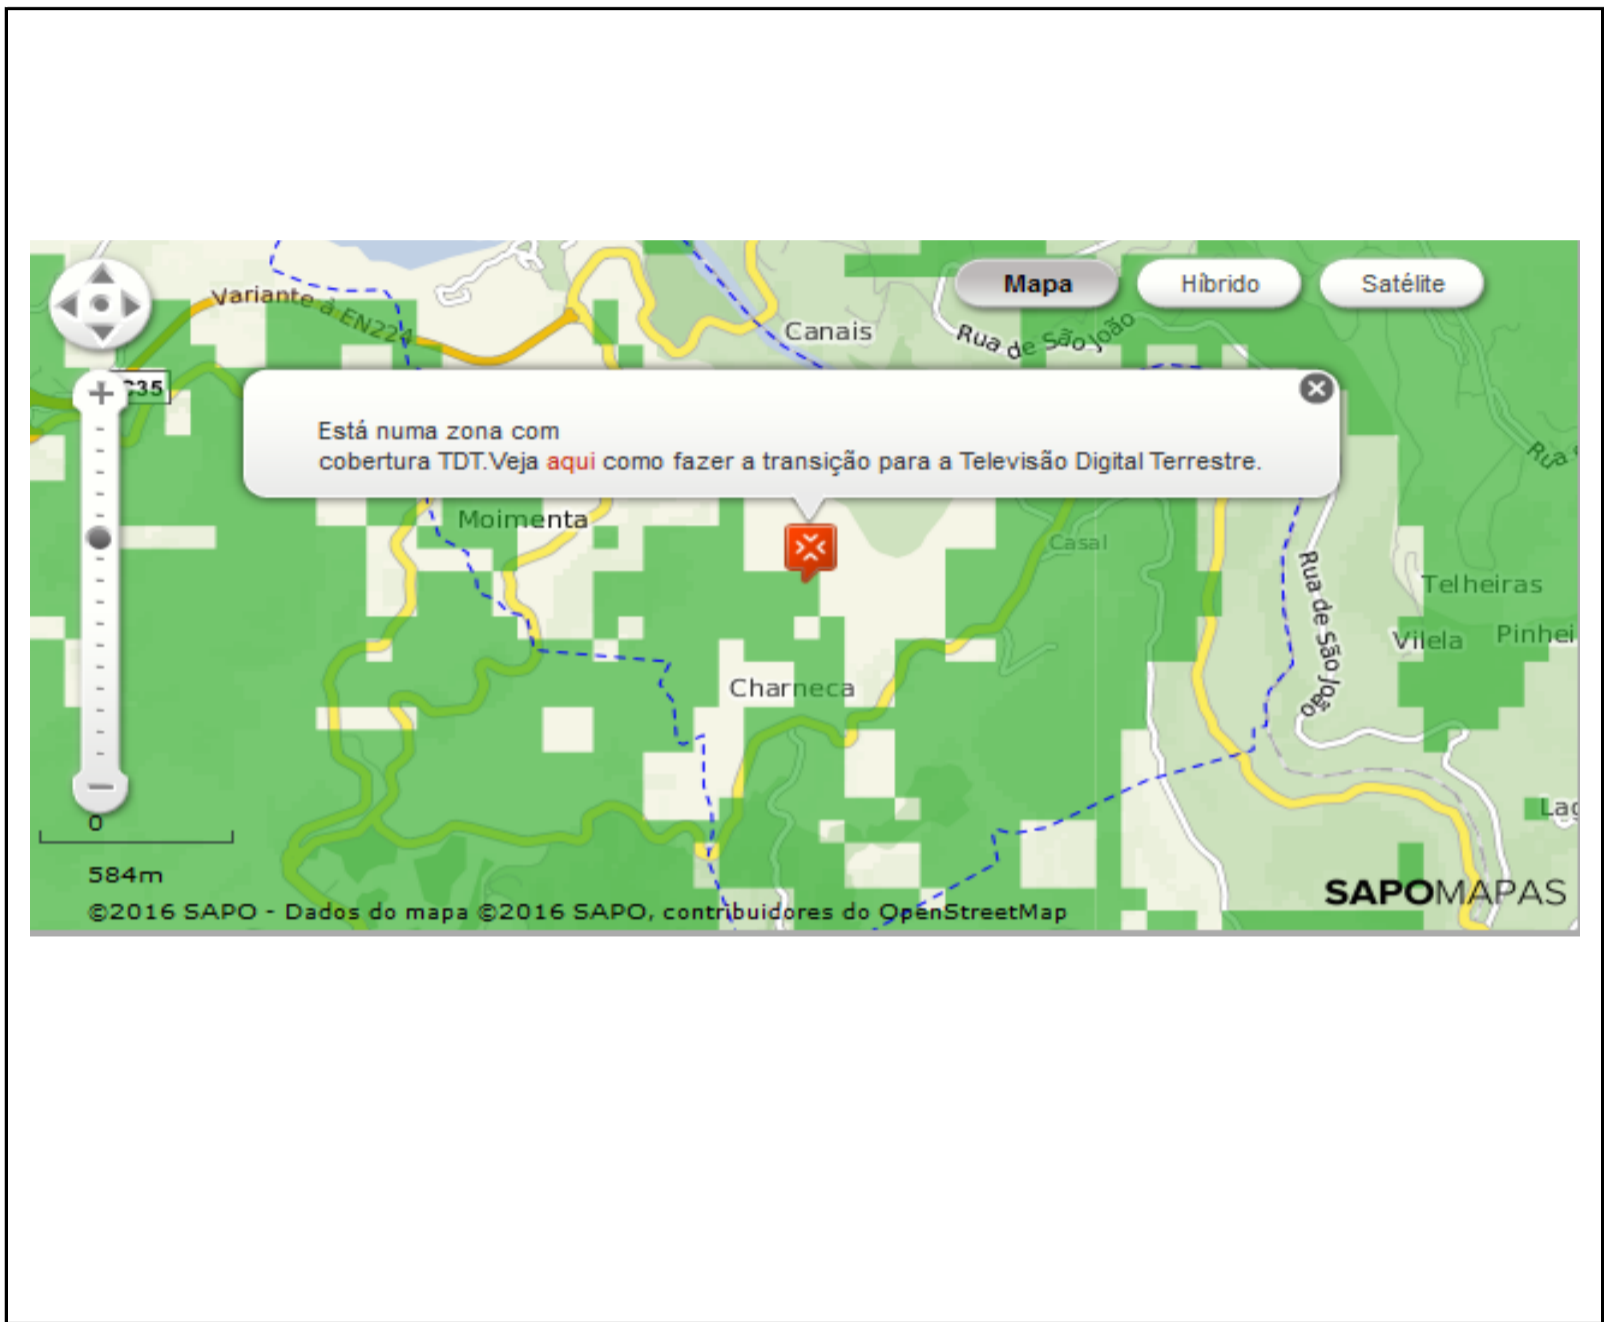 Mapa
Híbrido
Satélite
Variante à EN224
Canais
Rua de São João
Está numa zona com
cobertura TDT.Veja aqui como fazer a transição para a Televisão Digital Terrestre.
Moimenta
Casal
Rua de São João
Telheiras
Vilela
Charneca
0
584m
SAPOMAPAS
©2016 SAPO - Dados do mapa ©2016 SAPO, contribuidores do OpenStreetMap